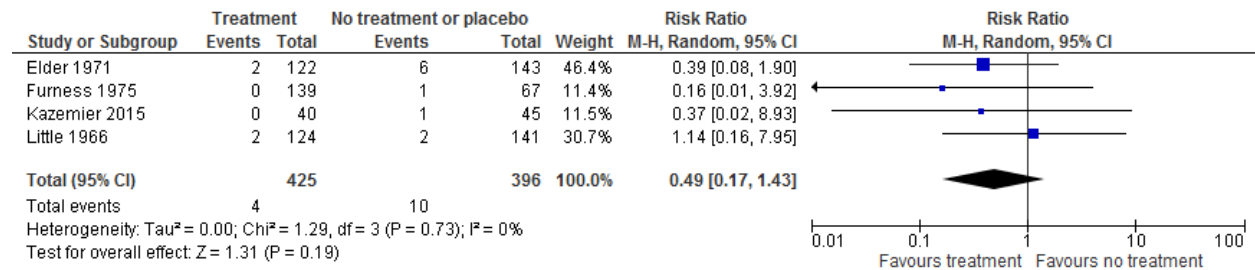 Treatment No treatment or placebo Risk Ratio Risk Ratio
Study or Subgroup Events Total Events Total Weight M-H, Random, 95% CI M-H, Random, 95% CI
Elder 1971 2 122 6 143 46.4% 0.39 [0.08, 1.90]
Furness 1975 0 139 1 67 11.4% 0.16 [0.01, 3.92]
Kazemier 2015 0 40 1 45 11.5% 0.37 [0.02, 8.93]
Little 1966 2 124 2 141 30.7% 1.14 [0.16, 7.95]
Total (95% CI) 425 396 100.0% 0.49 [0.17, 1.43]
Total events 4 10
Heterogeneity: Tau² = 0.00; Chi² = 1.29, df = 3 (P = 0.73); I² = 0%
Test for overall effect: Z = 1.31 (P = 0.19)
0.01 0.1 1 10 100
Favours treatment Favours no treatment